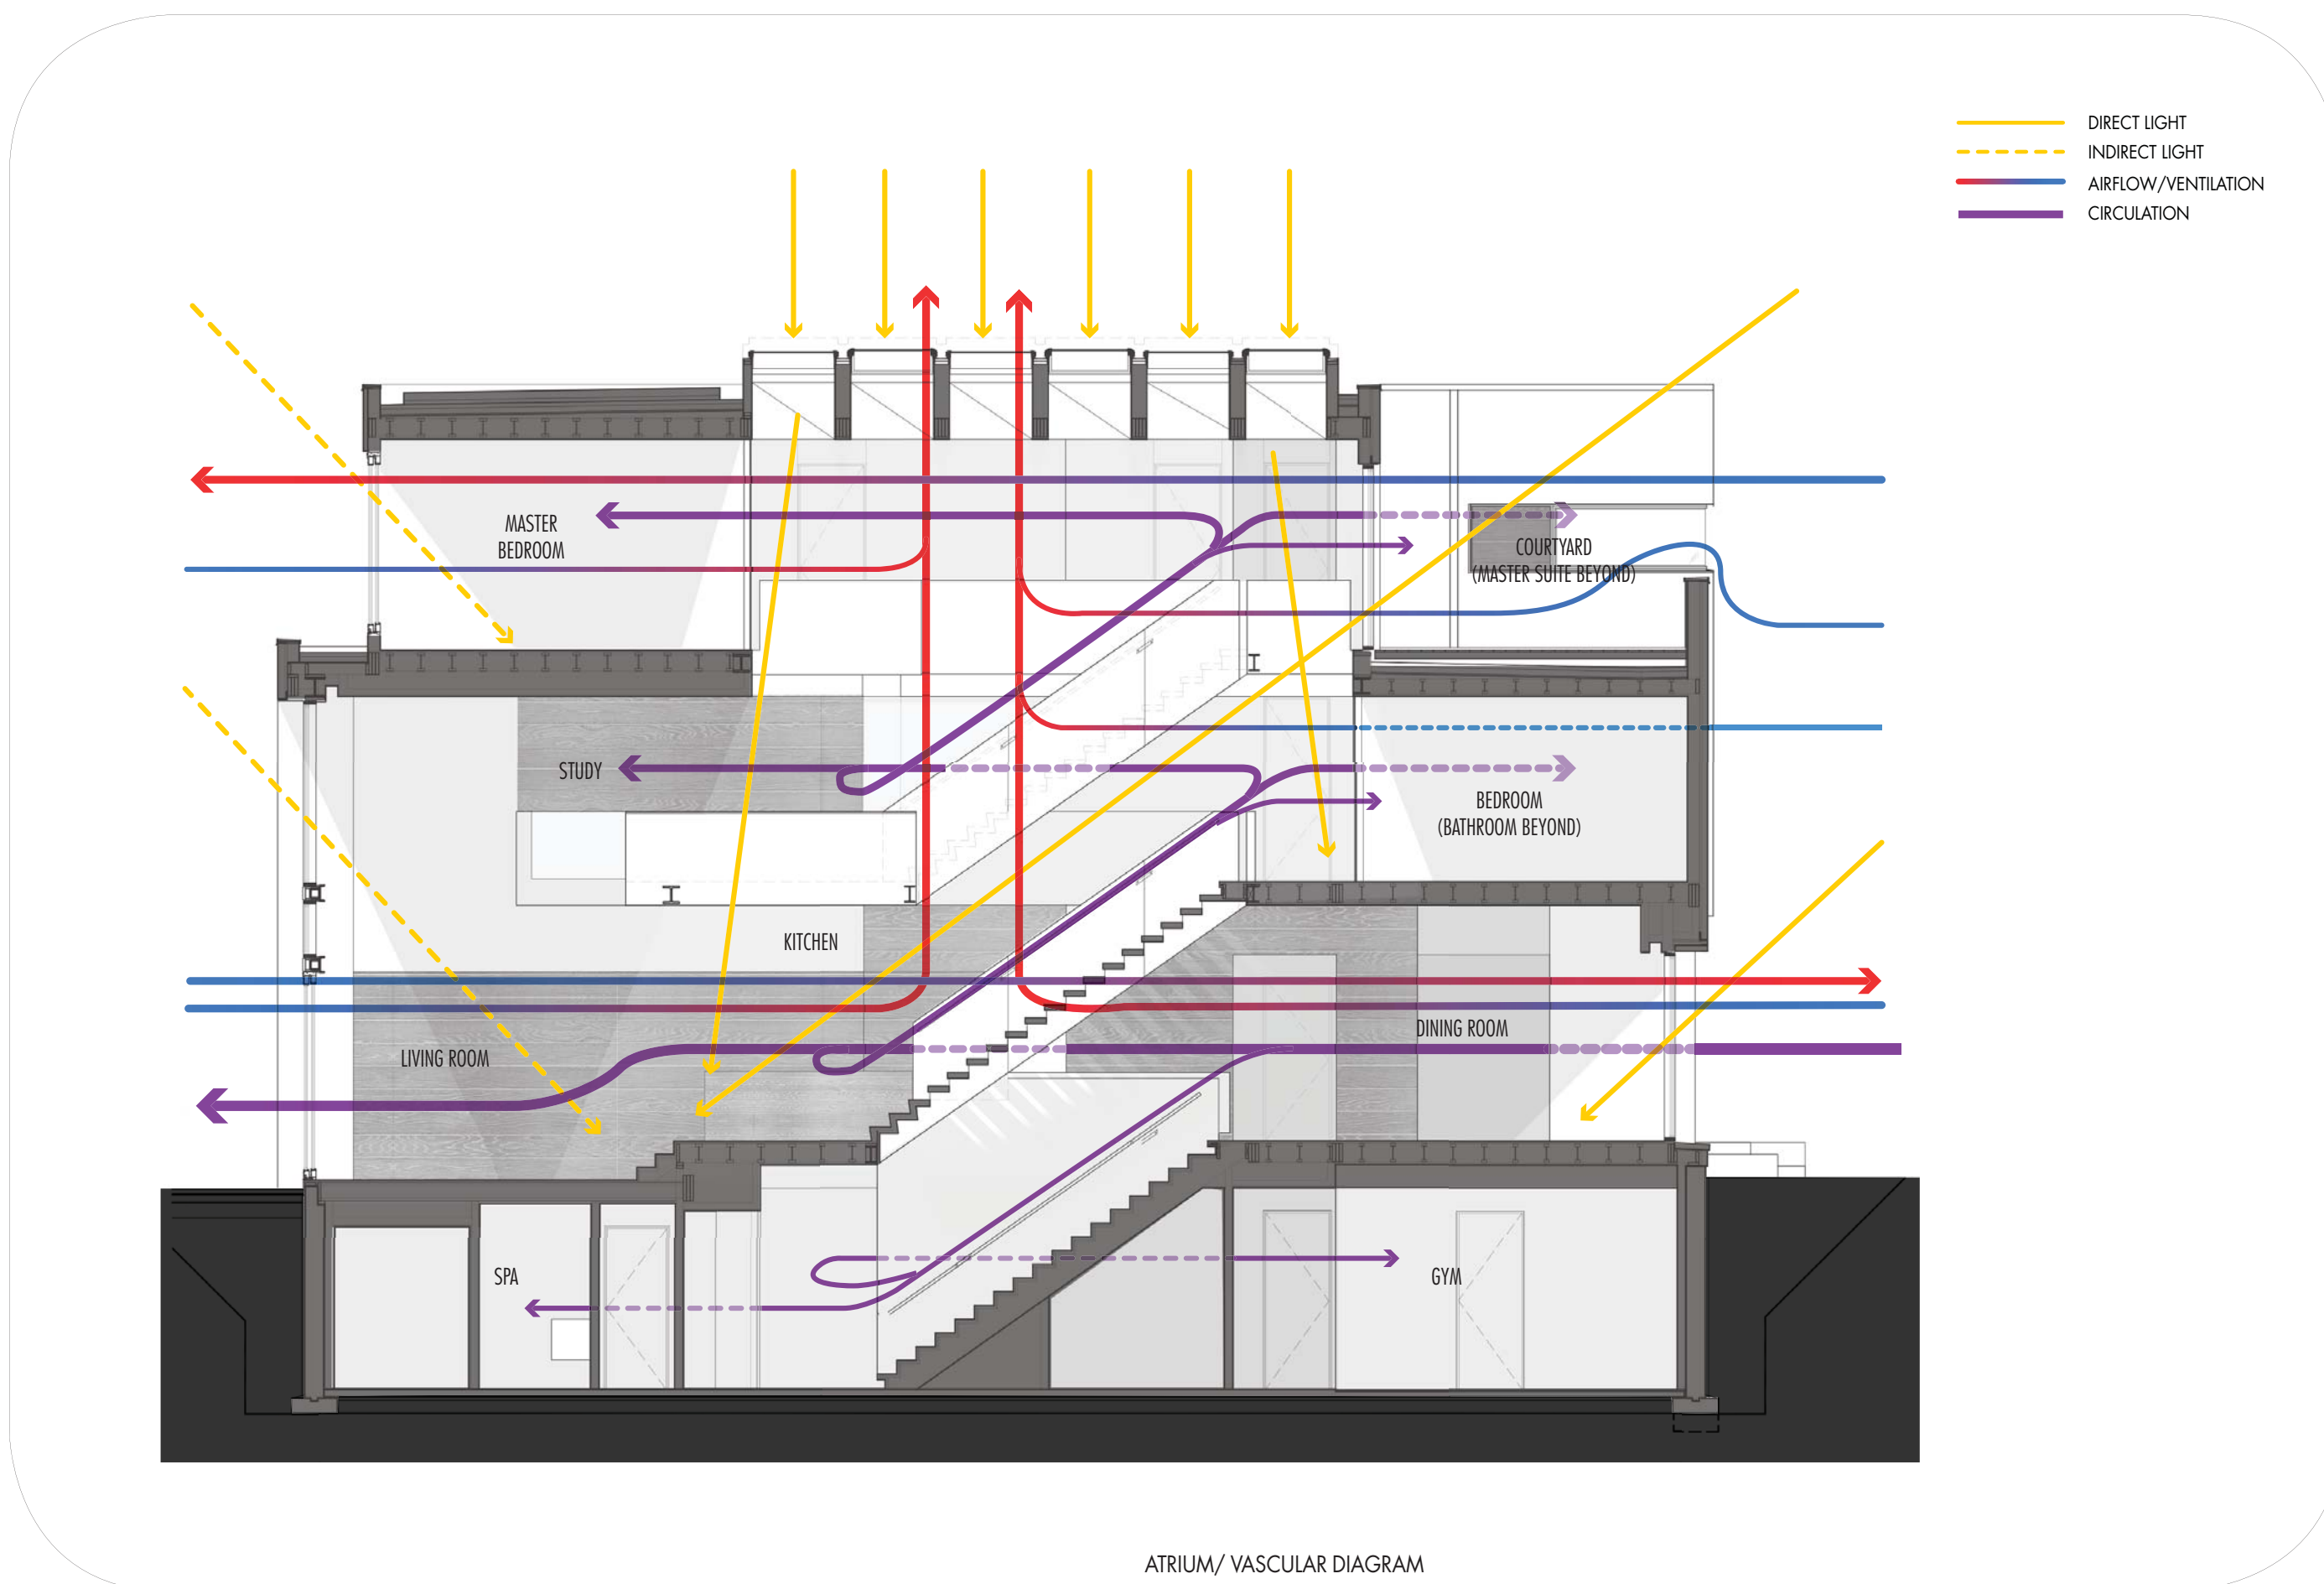 DIRECT LIGHT
INDIRECT LIGHT
AIRFLOW/VENTILATION
CIRCULATION
MASTER
BEDROOM
COURTYARD
(MASTER SUITE BEYOND)
STUDY
BEDROOM
(BATHROOM BEYOND)
KITCHEN
LIVING ROOM
DINING ROOM
SPA
GYM
ATRIUM/ VASCULAR DIAGRAM